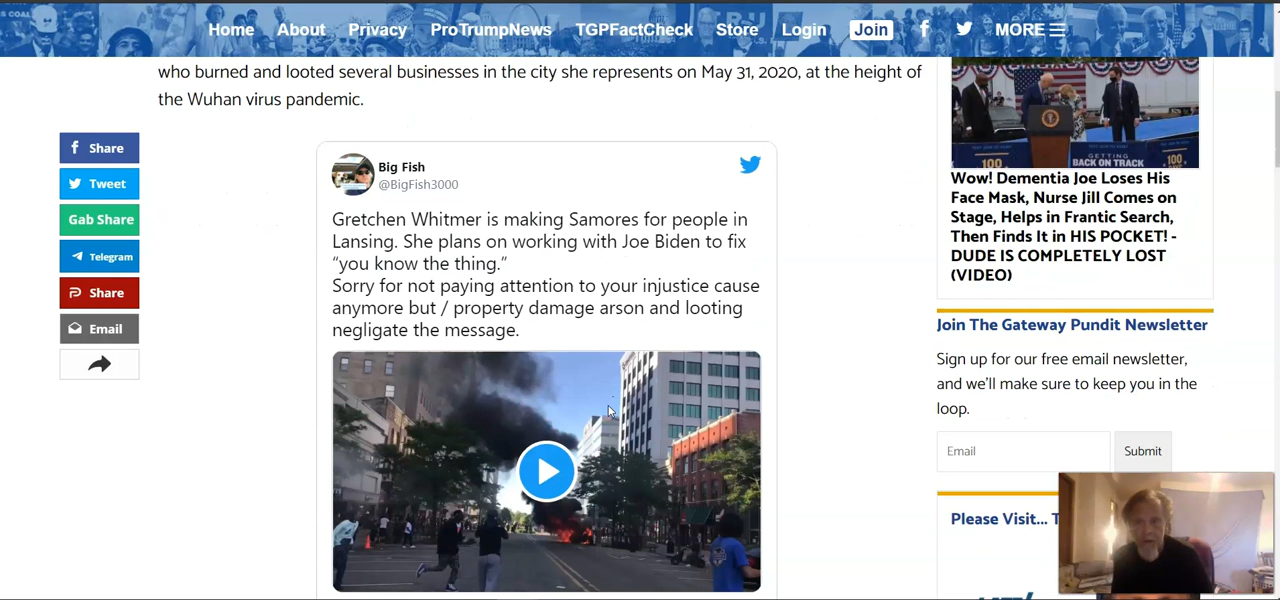 Home About Privacy ProTrumpNews TGPFactCheck Store Login Join MORE
who burned and looted several businesses in the city she represents on May 31, 2020, at the height of
the Wuhan virus pandemic.
Share
Tweet
Gab Share
Telegram
Share
Email
Big Fish
@BigFish3000
Gretchen Whitmer is making Samores for people in
Lansing. She plans on working with Joe Biden to fix
“you know the thing.”
Sorry for not paying attention to your injustice cause
anymore but / property damage arson and looting
negligate the message.
100
GETTING
BACK ON TRACK
100
Wow! Dementia Joe Loses His
Face Mask, Nurse Jill Comes on
Stage, Helps in Frantic Search,
Then Finds It in HIS POCKET! -
DUDE IS COMPLETELY LOST
(VIDEO)
Join The Gateway Pundit Newsletter
Sign up for our free email newsletter,
and we'll make sure to keep you in the
loop.
Email
Submit
Please Visit...